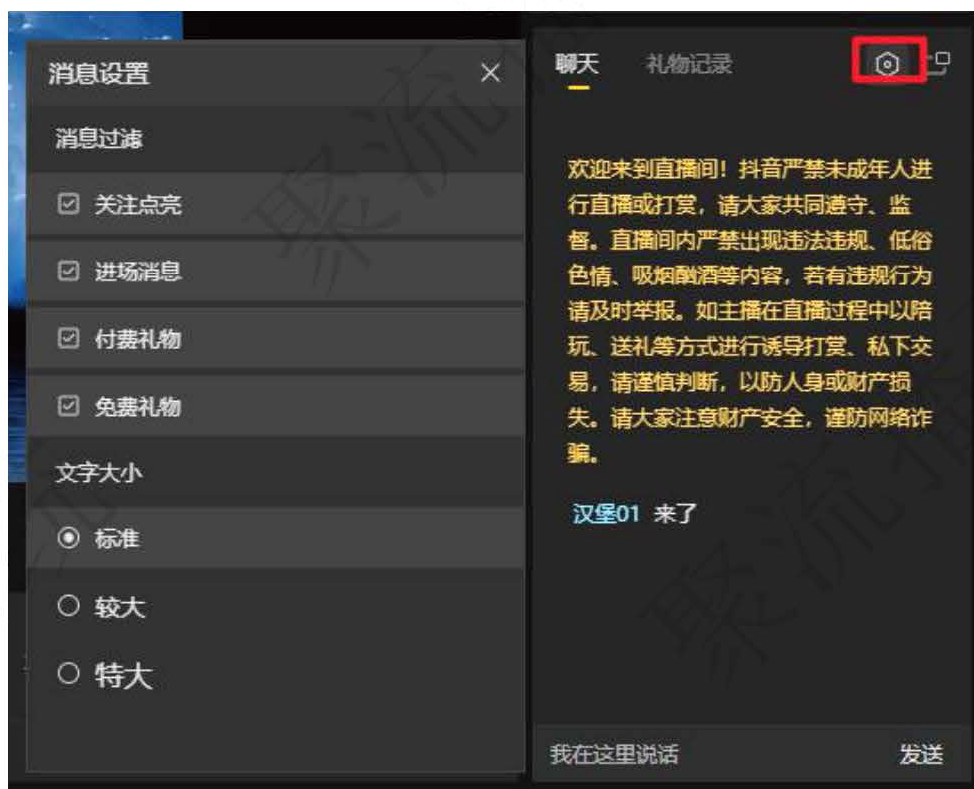 消息设置
消息过滤
关注点亮
进场消息
付费礼物
免费礼物
文字大小
标准
较大
特大
聊天 礼物记录
欢迎来到直播间！抖音严禁未成年人进
行直播或打赏，请大家共同遵守、监
督。直播间内严禁出现违法违规、低俗
色情、吸烟酗酒等内容，若有违规行为
请及时举报。如主播在直播过程中以陪
玩、送礼等方式进行诱导打赏、私下交
易，请谨慎判断，以防人身或财产损
失。请大家注意财产安全，谨防网络诈
骗。
汉堡01 来了
我在这里说话 发送
聚流播